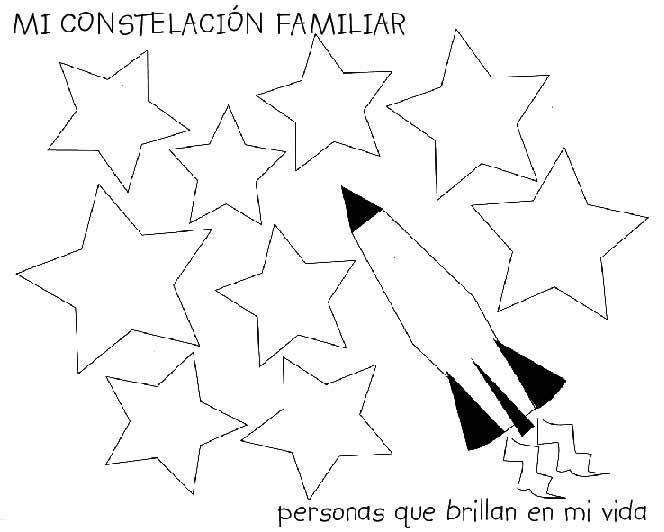 MI CONSTELACIÓN FAMILIAR
personas que brillan en mi vida